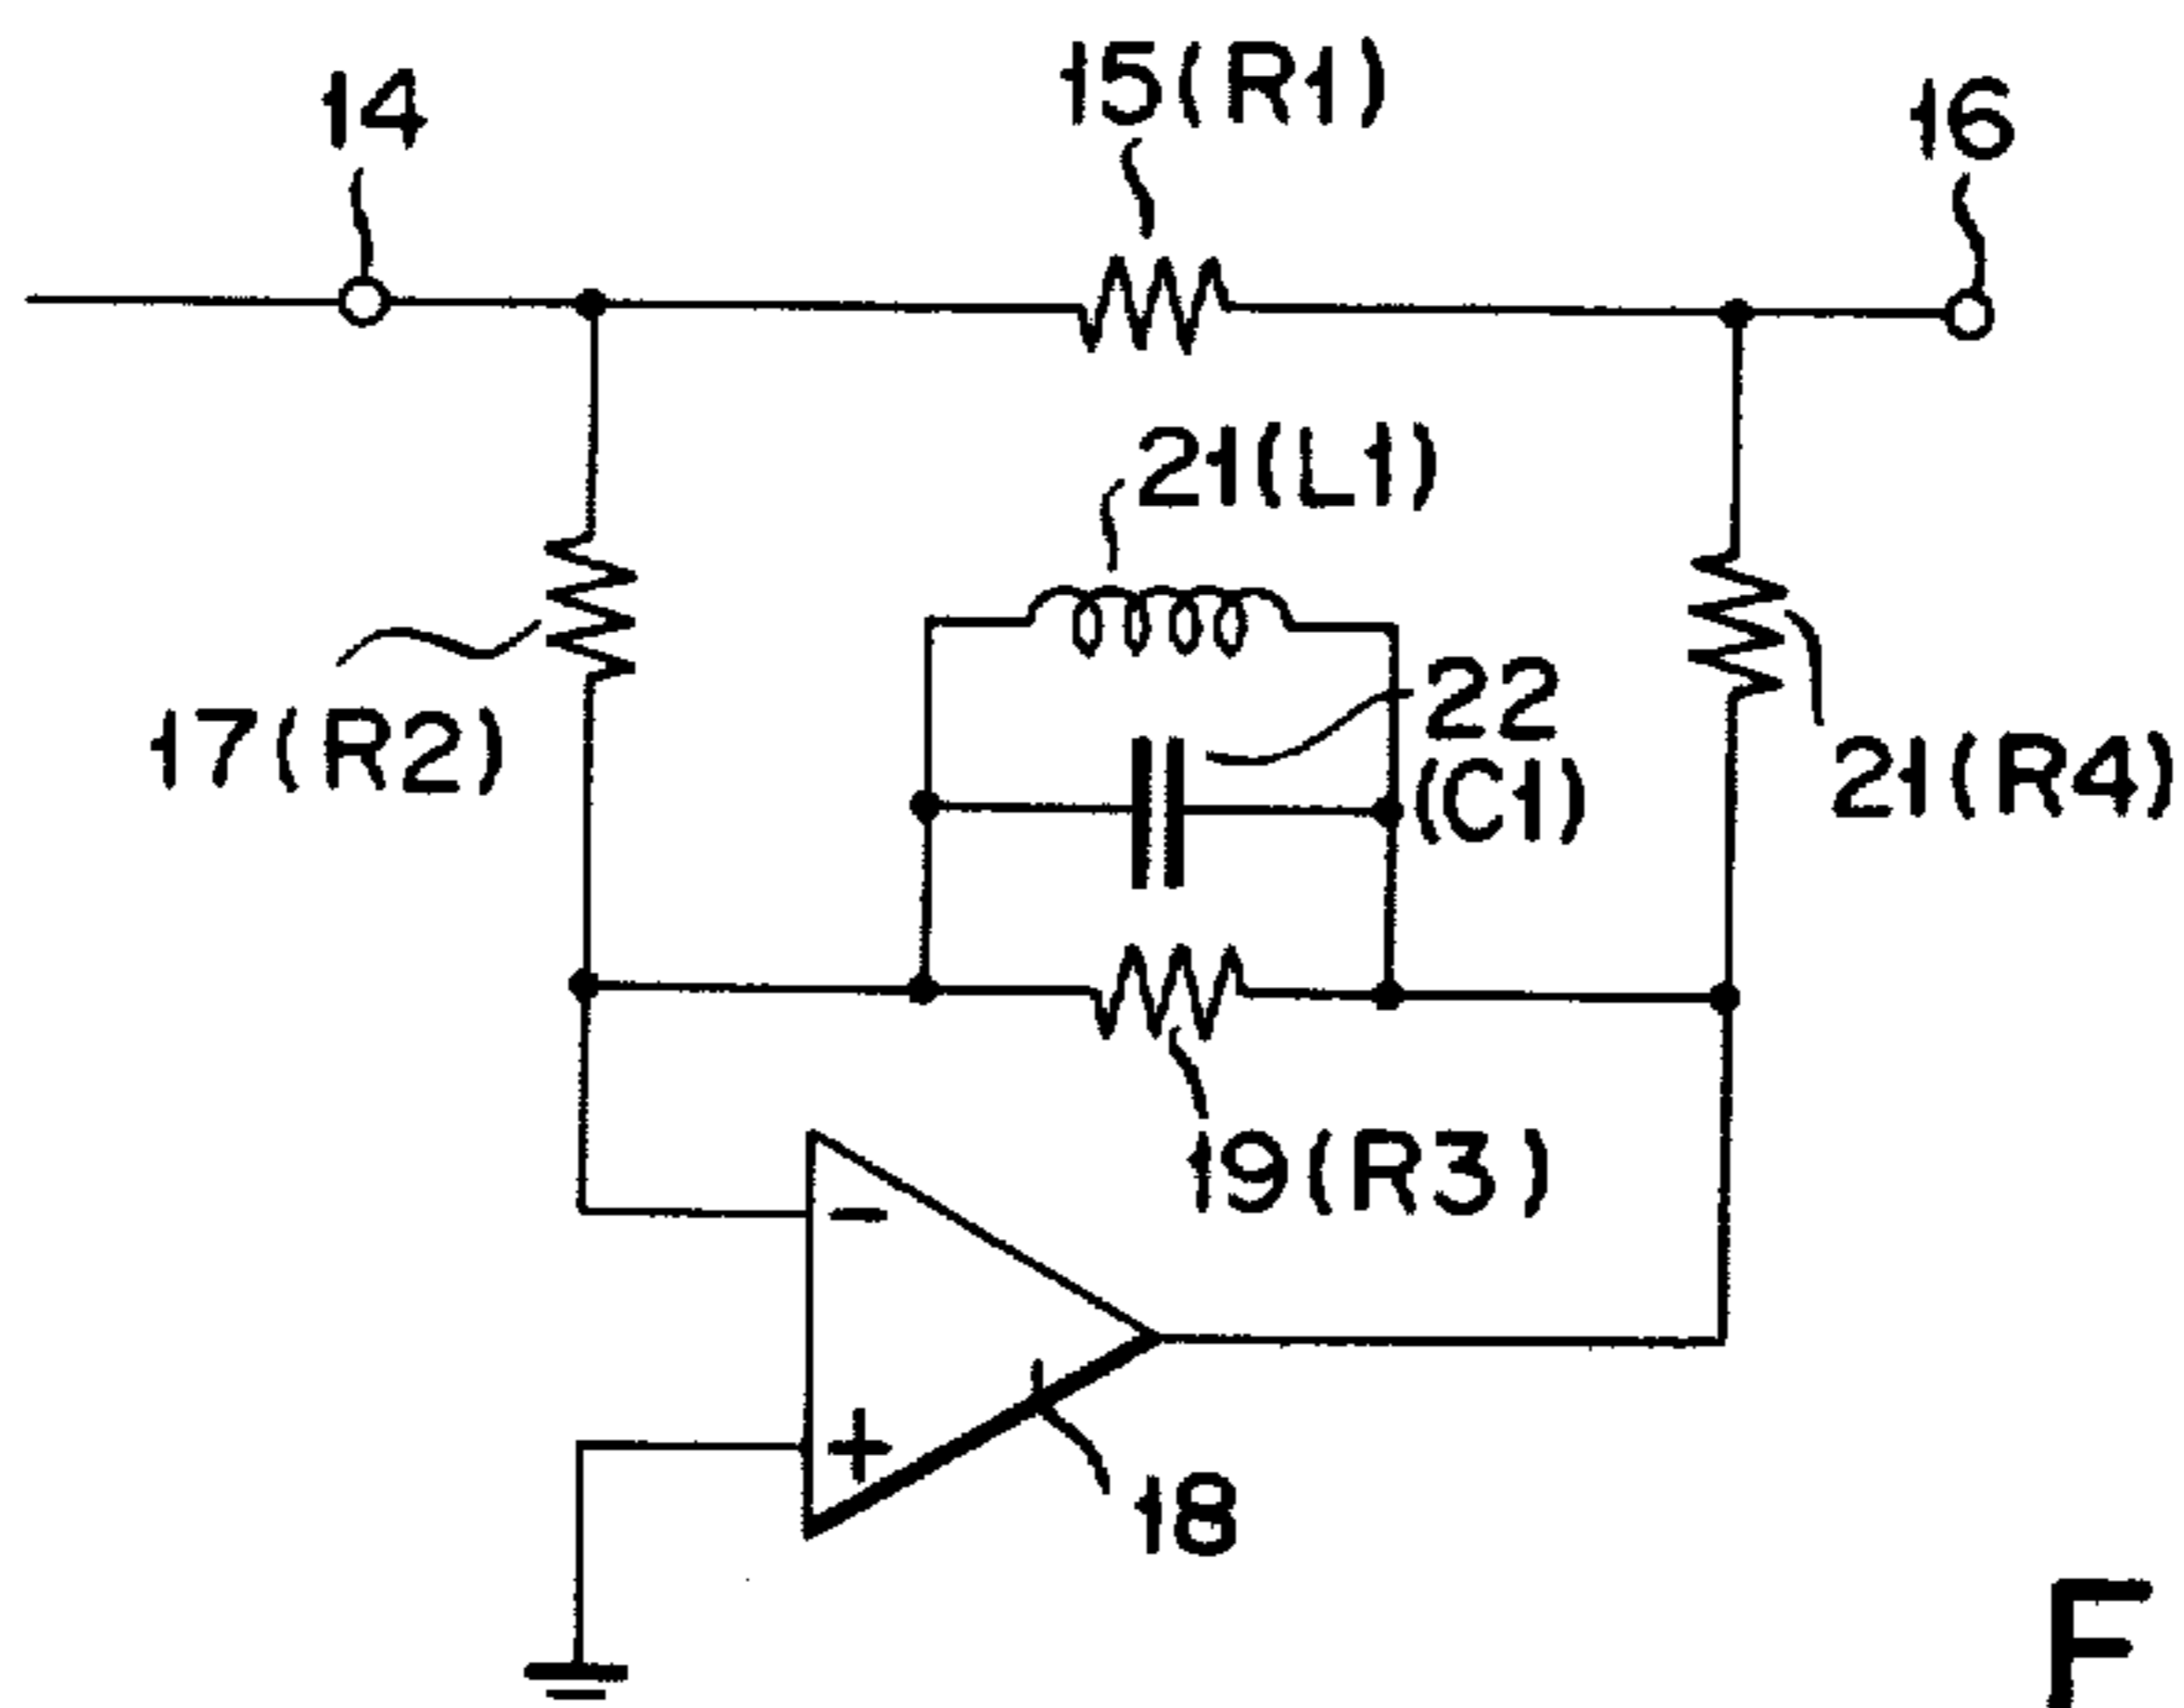 14
15(R1)
16
21(L1)
22
(C1)
17(R2)
21(R4)
19(R3)
-
+
18
F